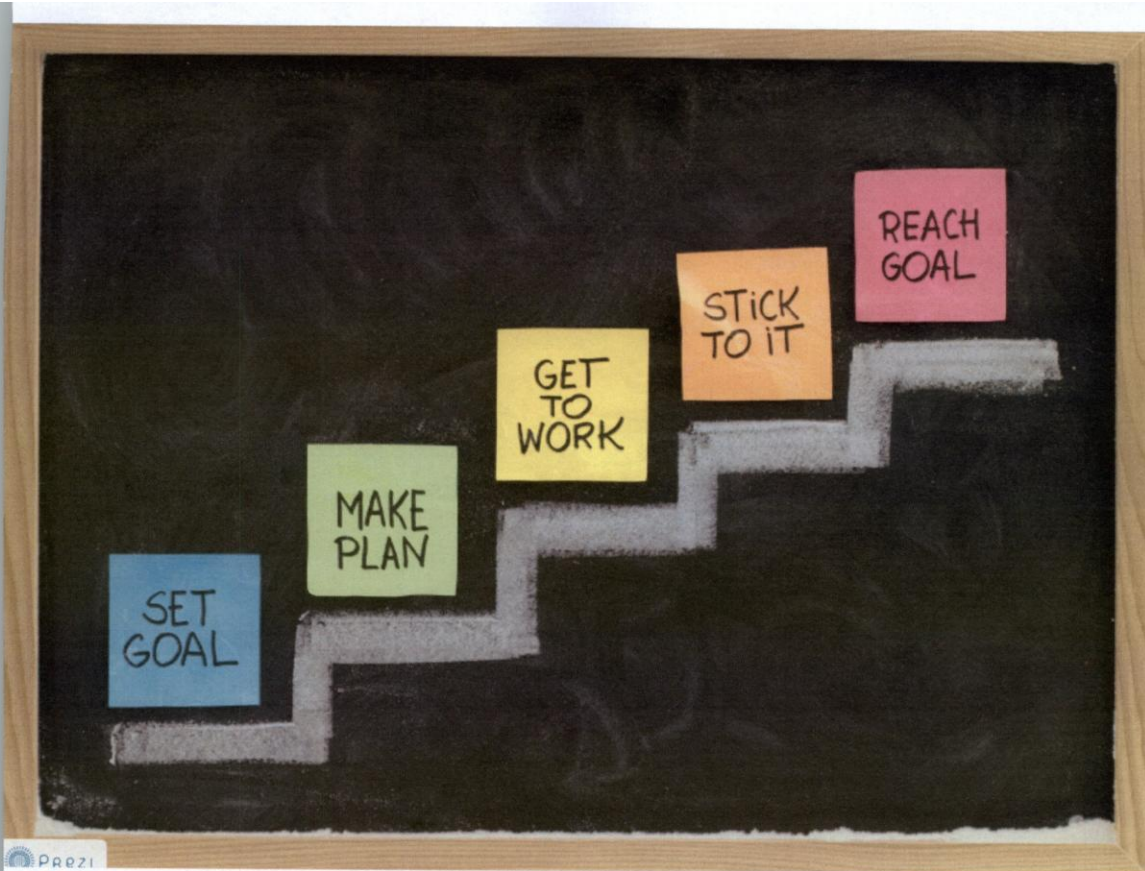 SET
GOAL
MAKE
PLAN
GET
TO
WORK
STiCK
TO iT
REACH
GOAL
PREZI